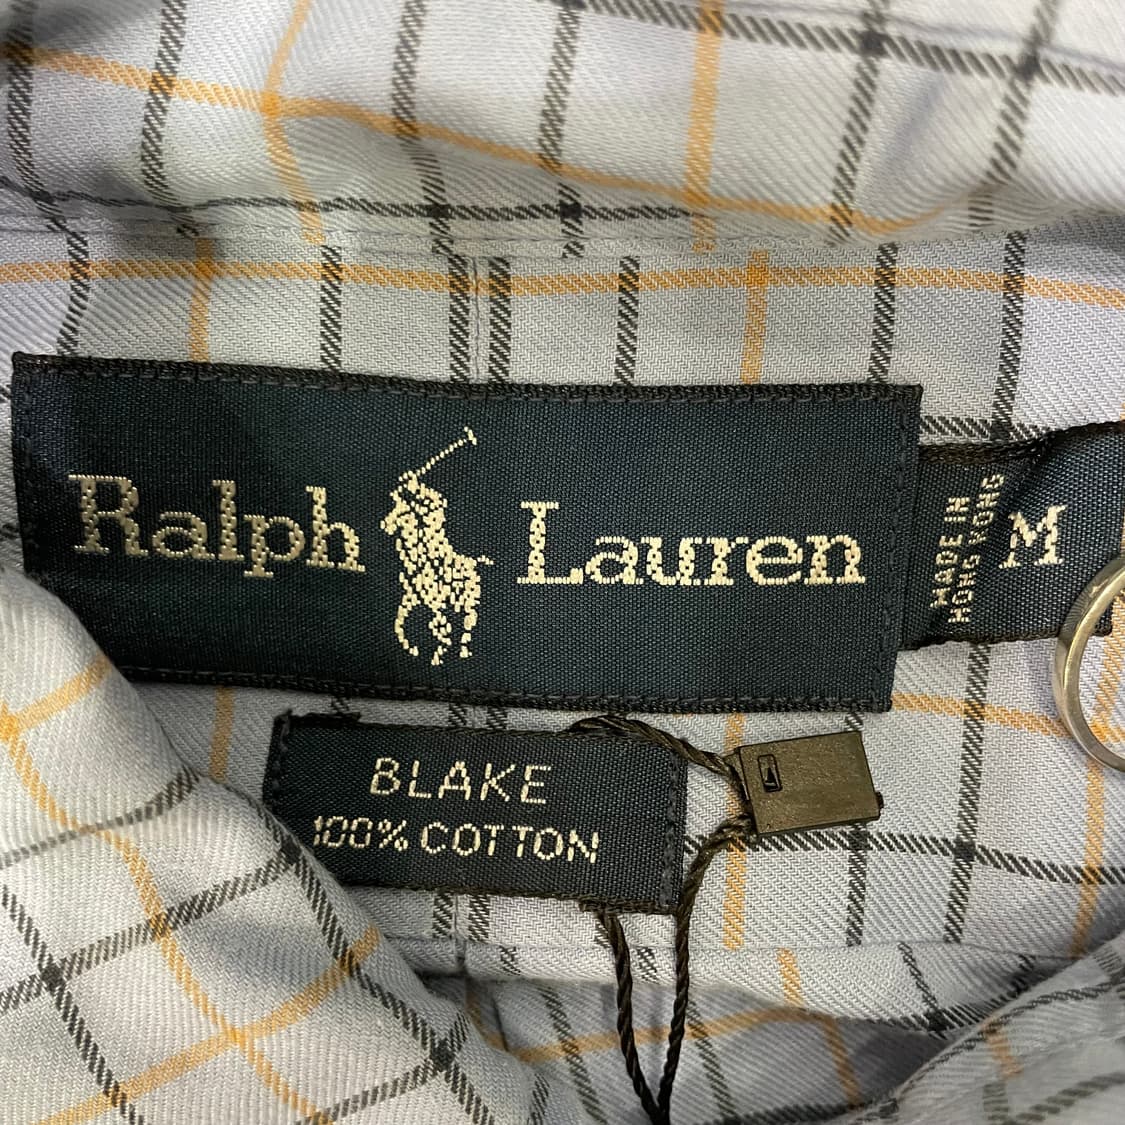 Ralph Lauren
MADE IN
HONG KONG
M
BLAKE
100% COTTON